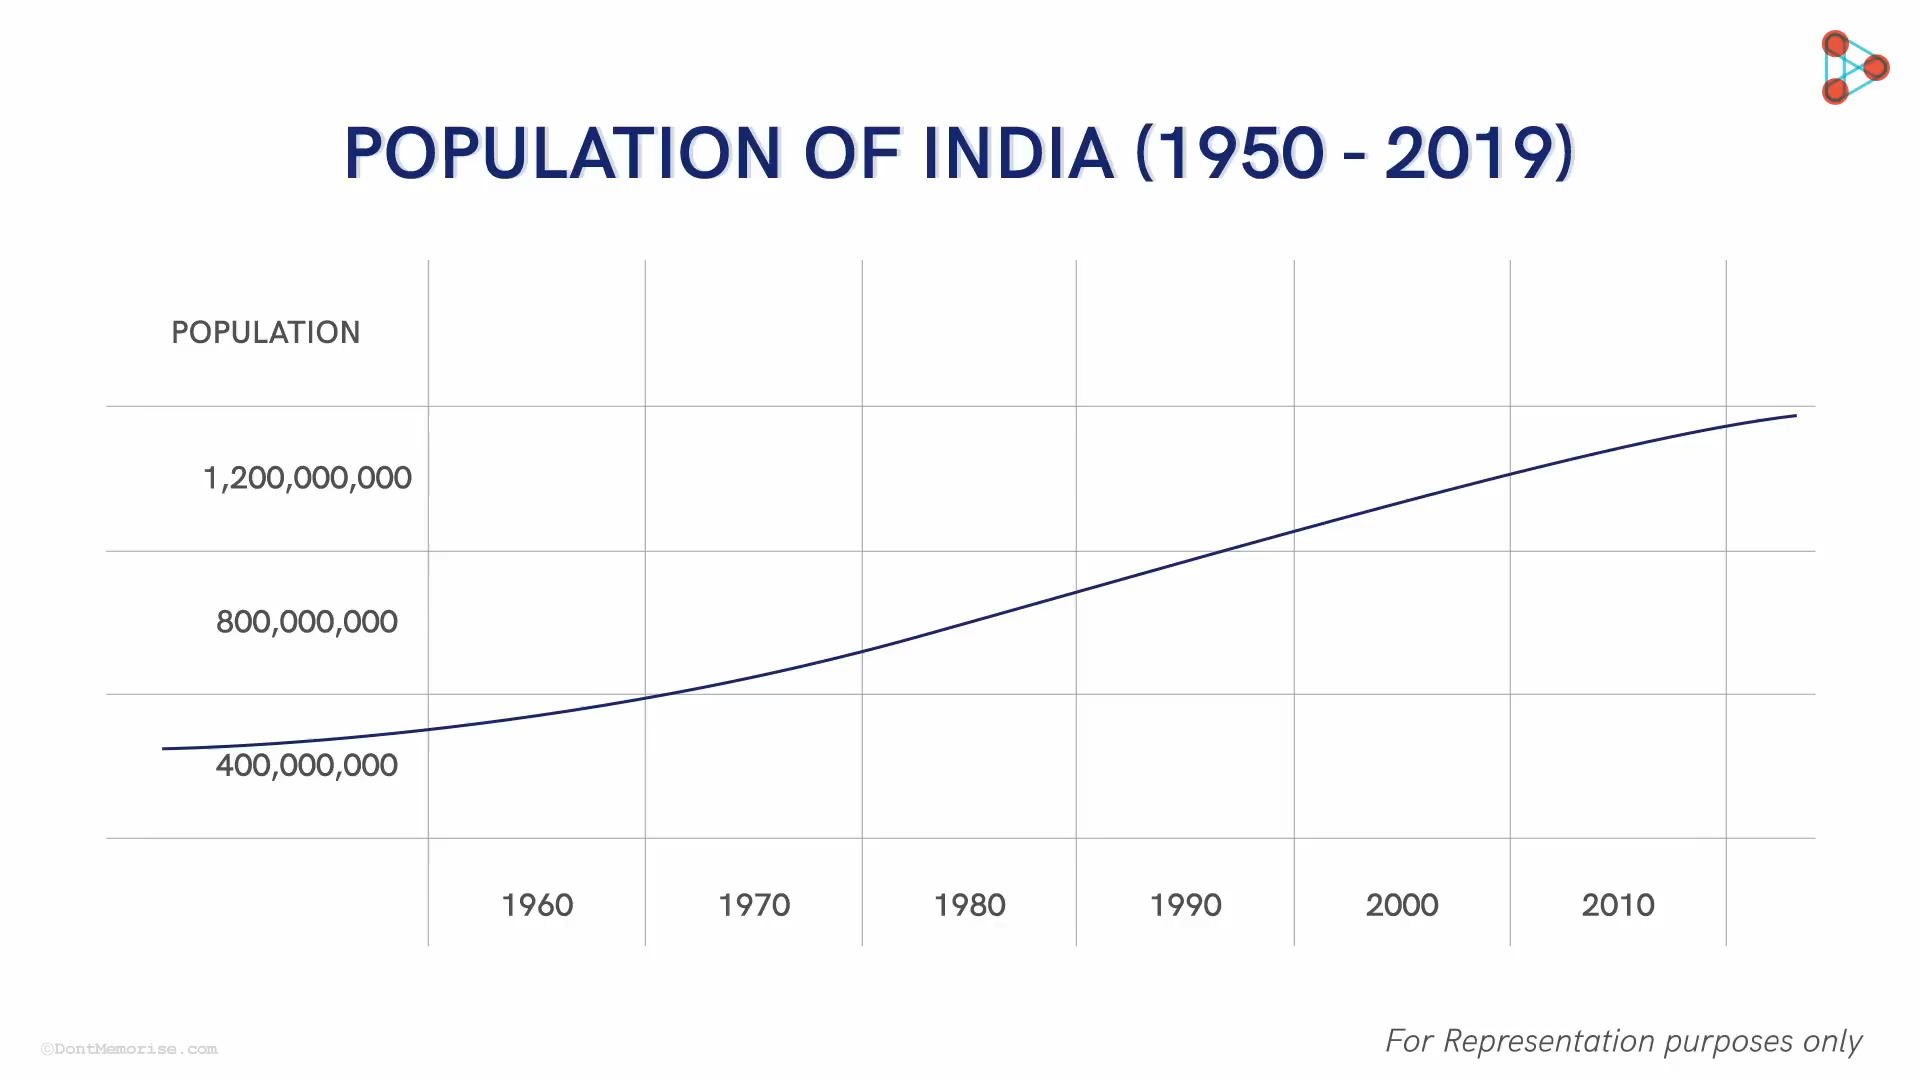 POPULATION OF INDIA (1950 - 2019)
POPULATION
1,200,000,000
800,000,000
400,000,000
1960 1970 1980 1990 2000 2010
©DontMemorise.com
For Representation purposes only